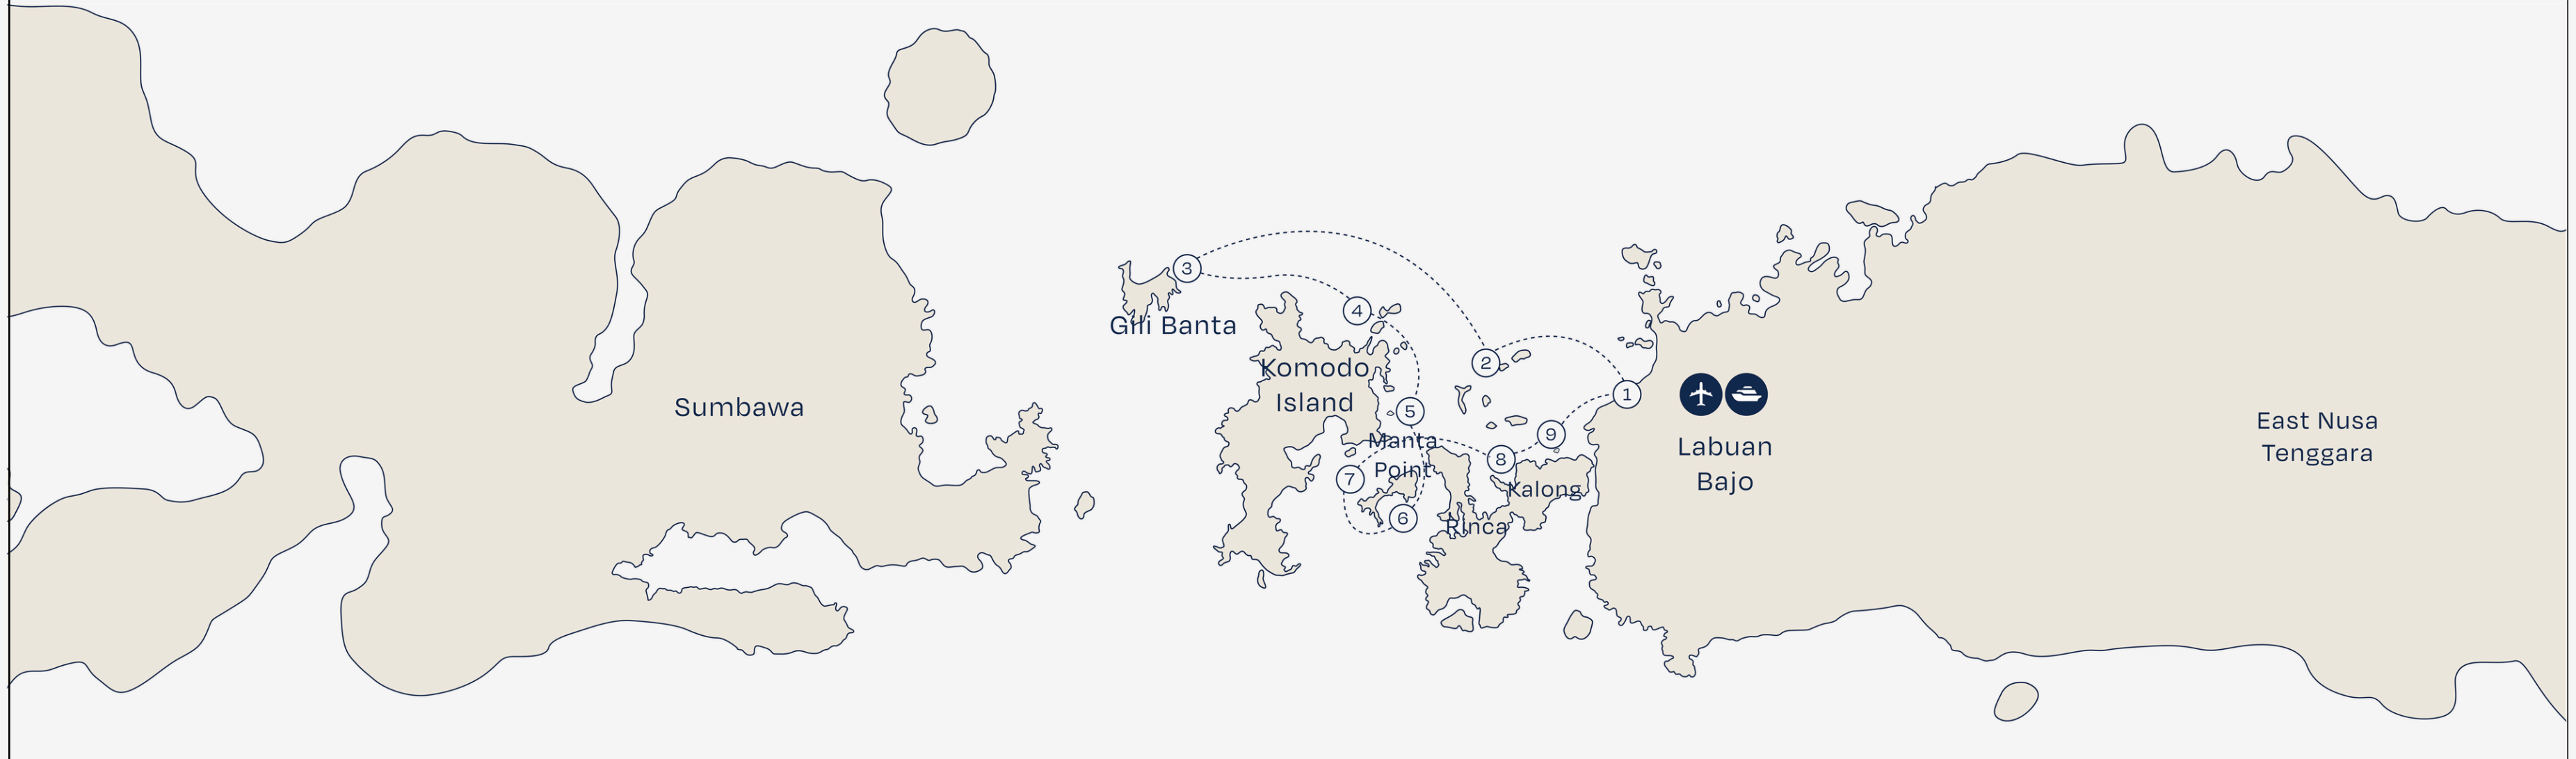 3
Gili Banta
4
2
Komodo
Island
1
Sumbawa
5
9
Manta
Point
8
7
Kalong
6
Rinca
Labuan
Bajo
East Nusa
Tenggara